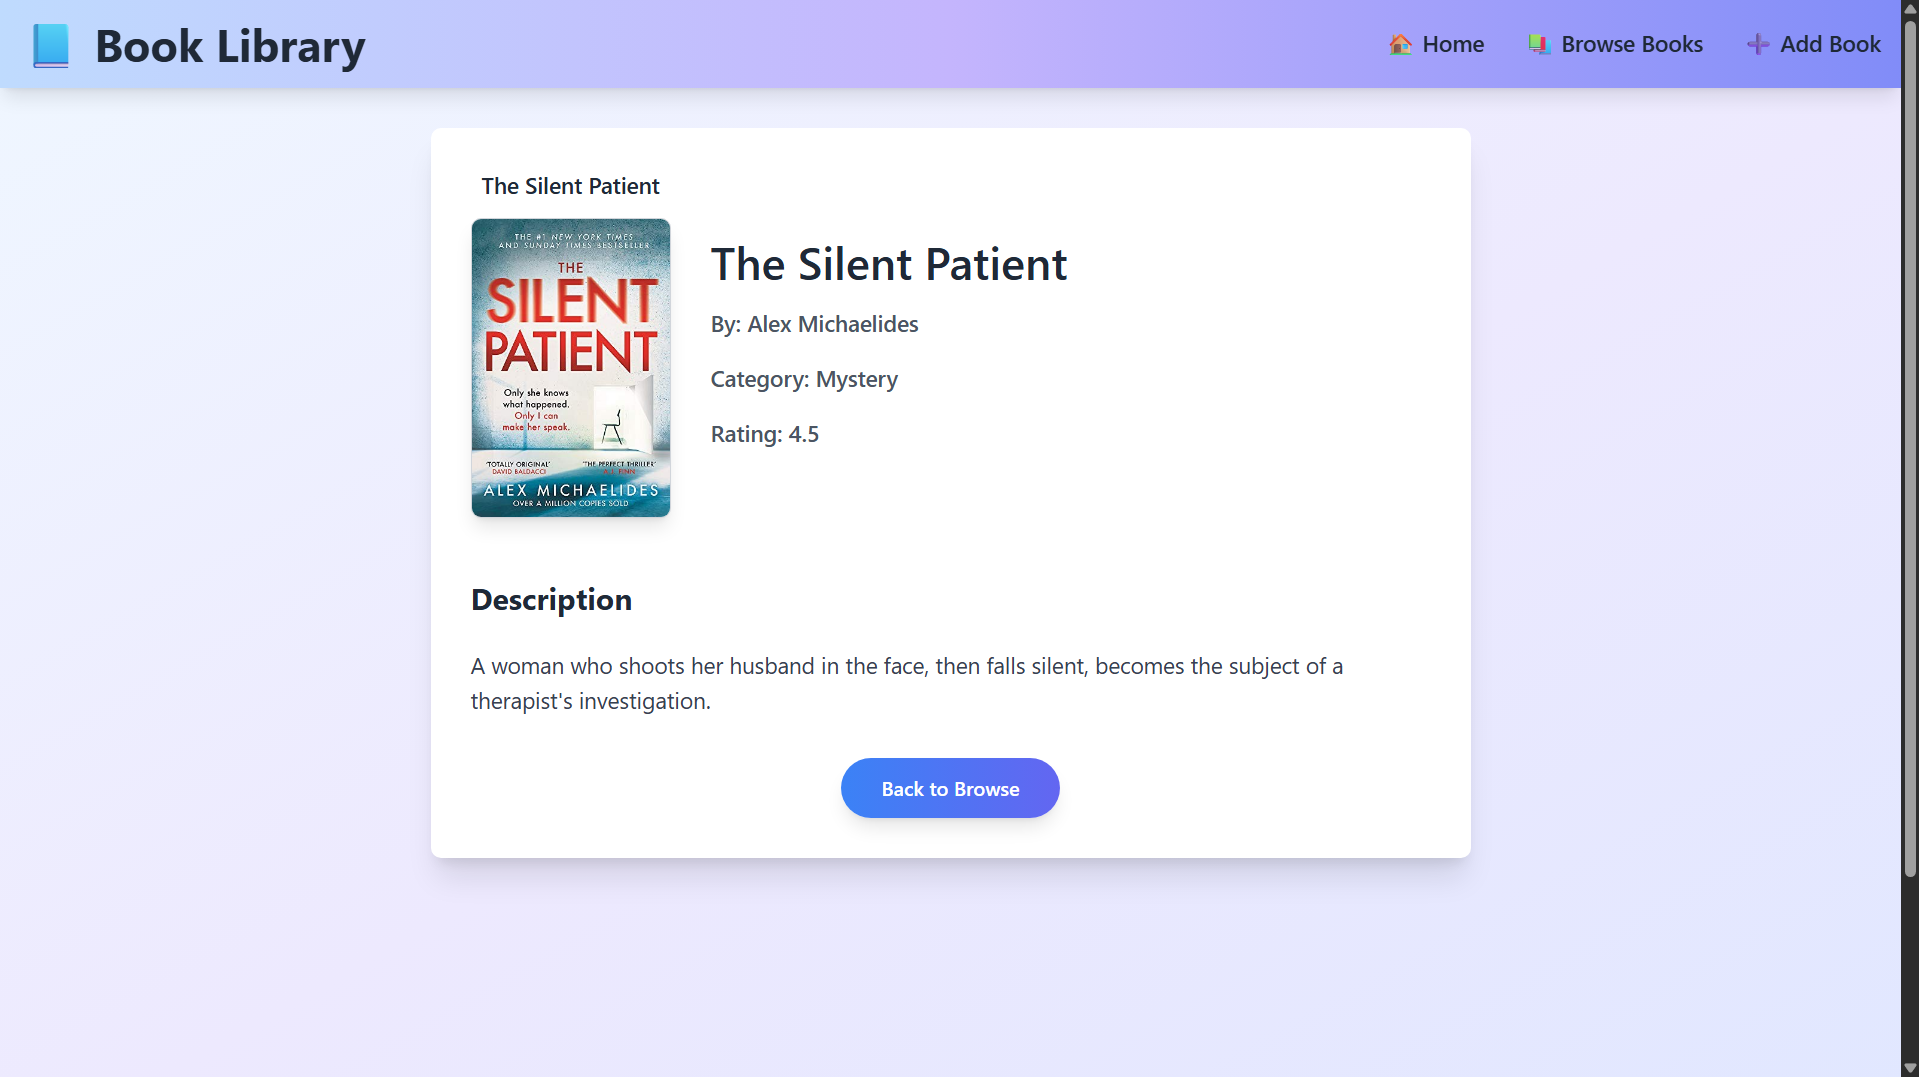 Book Library
Home
Browse Books
Add Book
The Silent Patient
THE #1 NEW YORK TIMES
AND SUNDAY TIMES BESTSELLER
THE
SILENT
PATIENT
Only she knows
what happened.
Only I can
make her speak.
'TOTALLY ORIGINAL'
DAVID BALDACCI
'THE PERFECT THRILLER'
A. J. FINN
ALEX MICHAELIDES
OVER A MILLION COPIES SOLD
The Silent Patient
By: Alex Michaelides
Category: Mystery
Rating: 4.5
Description
A woman who shoots her husband in the face, then falls silent, becomes the subject of a
therapist's investigation.
Back to Browse